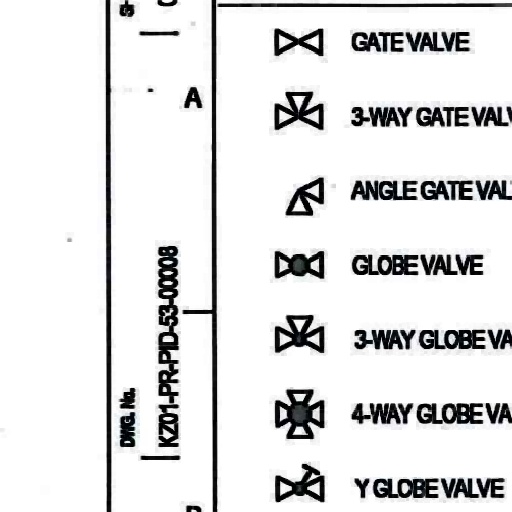 A
GATE VALVE
3-WAY GATE VALV
ANGLE GATE VAL
GLOBE VALVE
3-WAY GLOBE VA
4-WAY GLOBE VA
Y GLOBE VALVE
DWG. No.
KZ01-PR-PID-53-00008